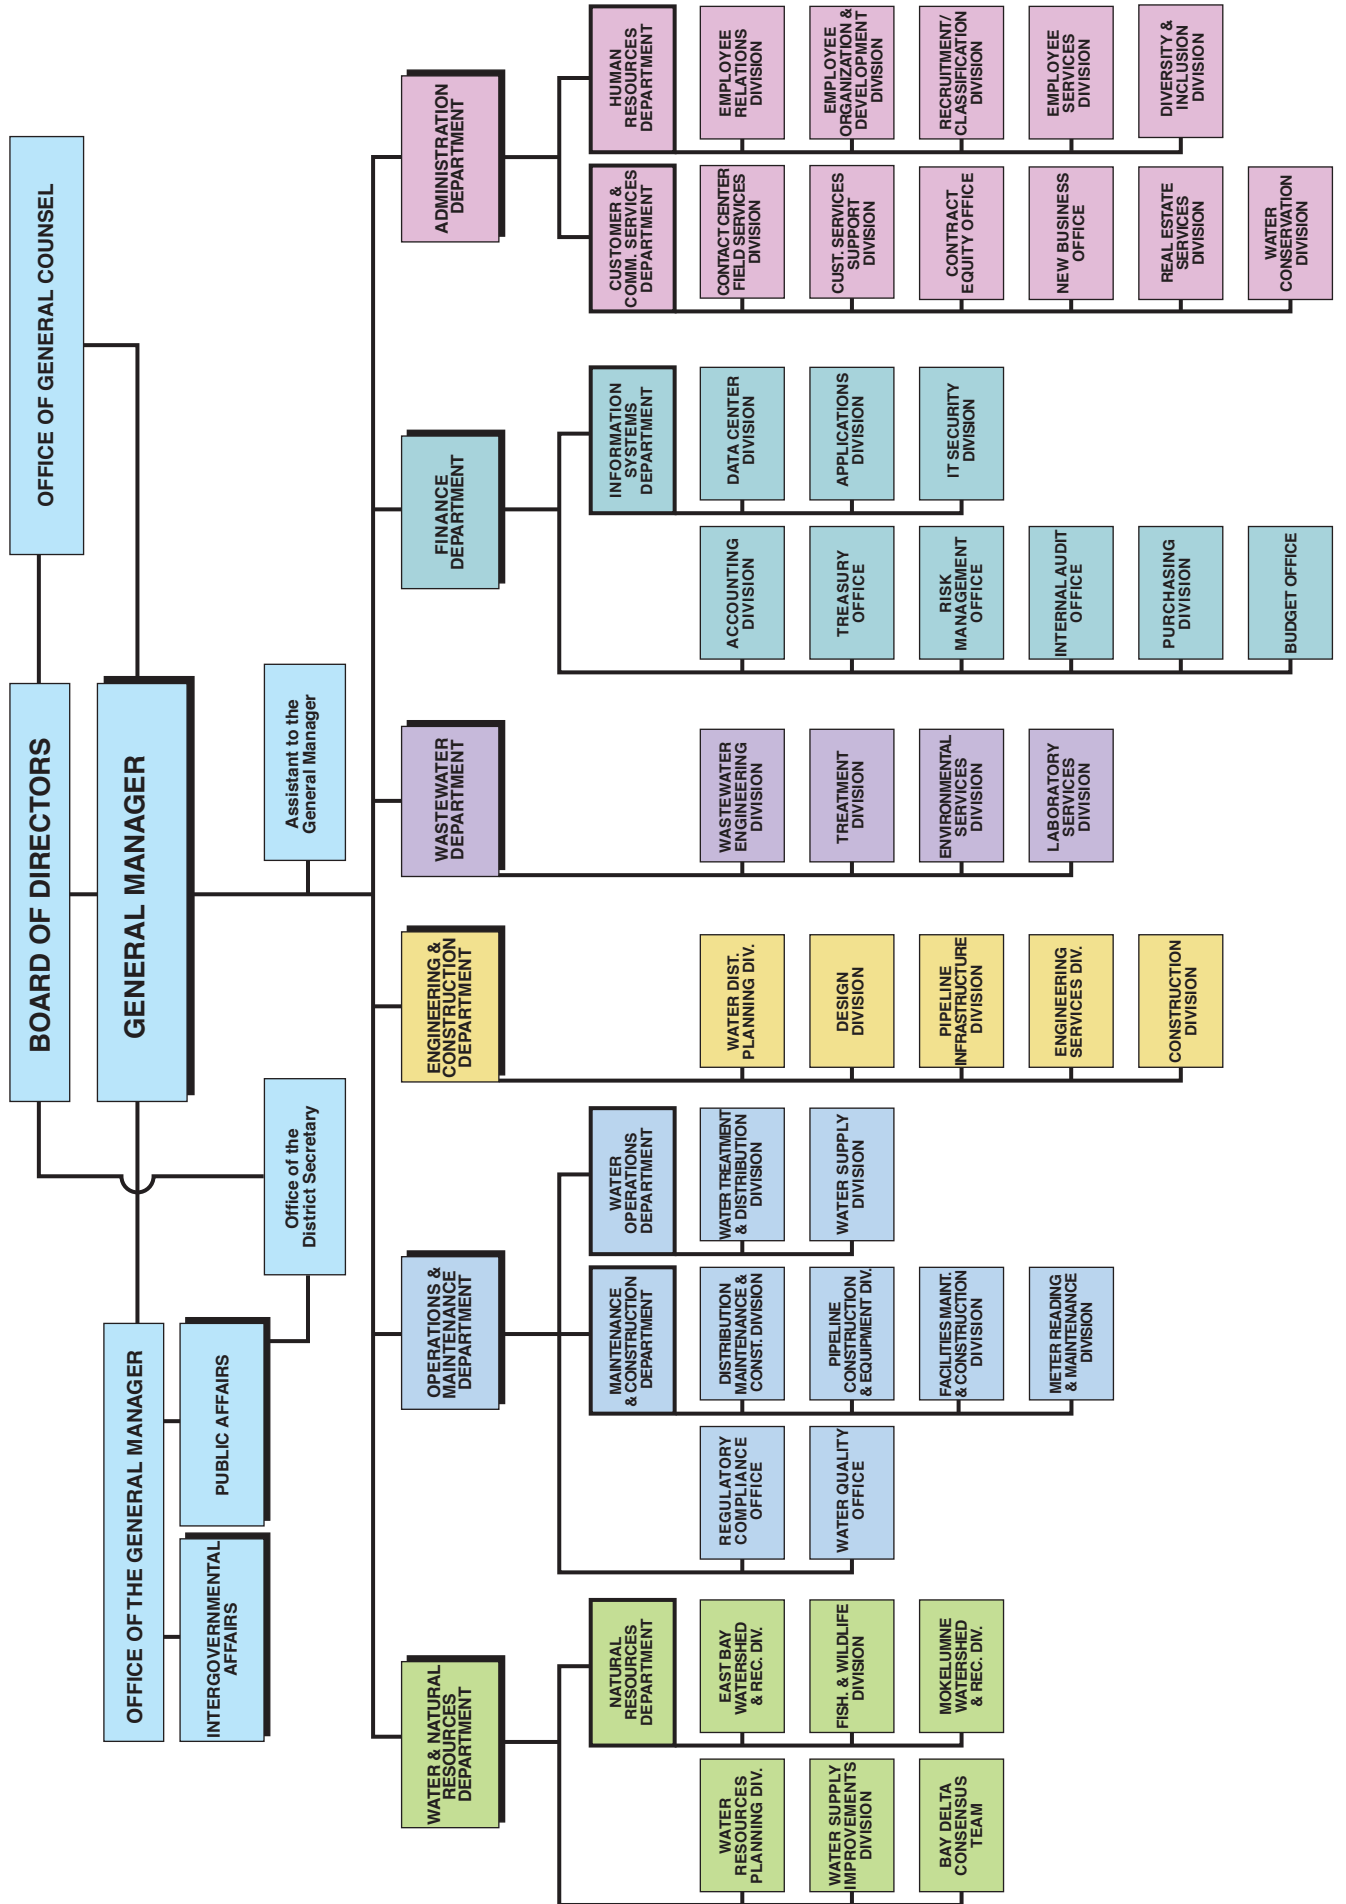 BOARD OF DIRECTORS
OFFICE OF GENERAL COUNSEL
GENERAL MANAGER
OFFICE OF THE GENERAL MANAGER
INTERGOVERNMENTAL
AFFAIRS
PUBLIC AFFAIRS
Office of the
District Secretary
Assistant to the
General Manager
WATER & NATURAL
RESOURCES
DEPARTMENT
OPERATIONS &
MAINTENANCE
DEPARTMENT
ENGINEERING &
CONSTRUCTION
DEPARTMENT
WASTEWATER
DEPARTMENT
FINANCE
DEPARTMENT
ADMINISTRATION
DEPARTMENT
WATER
RESOURCES
PLANNING DIV.
WATER SUPPLY
IMPROVEMENTS
DIVISION
BAY DELTA
CONSENSUS
TEAM
NATURAL
RESOURCES
DEPARTMENT
EAST BAY
WATERSHED
& REC. DIV.
FISH. & WILDLIFE
DIVISION
MOKELUMNE
WATERSHED
& REC. DIV.
REGULATORY
COMPLIANCE
OFFICE
WATER QUALITY
OFFICE
MAINTENANCE
& CONSTRUCTION
DEPARTMENT
DISTRIBUTION
MAINTENANCE &
CONST. DIVISION
PIPELINE
CONSTRUCTION
& EQUIPMENT DIV.
FACILITIES MAINT.
& CONSTRUCTION
DIVISION
METER READING
& MAINTENANCE
DIVISION
WATER
OPERATIONS
DEPARTMENT
WATER TREATMENT
& DISTRIBUTION
DIVISION
WATER SUPPLY
DIVISION
WATER DIST.
PLANNING DIV.
DESIGN
DIVISION
PIPELINE
INFRASTRUCTURE
DIVISION
ENGINEERING
SERVICES DIV.
CONSTRUCTION
DIVISION
WASTEWATER
ENGINEERING
DIVISION
TREATMENT
DIVISION
ENVIRONMENTAL
SERVICES
DIVISION
LABORATORY
SERVICES
DIVISION
ACCOUNTING
DIVISION
TREASURY
OFFICE
RISK
MANAGEMENT
OFFICE
INTERNAL AUDIT
OFFICE
PURCHASING
DIVISION
BUDGET OFFICE
INFORMATION
SYSTEMS
DEPARTMENT
DATA CENTER
DIVISION
APPLICATIONS
DIVISION
IT SECURITY
DIVISION
CUSTOMER &
COMM. SERVICES
DEPARTMENT
CONTACT CENTER
FIELD SERVICES
DIVISION
CUST. SERVICES
SUPPORT
DIVISION
CONTRACT
EQUITY OFFICE
NEW BUSINESS
OFFICE
REAL ESTATE
SERVICES
DIVISION
WATER
CONSERVATION
DIVISION
HUMAN
RESOURCES
DEPARTMENT
EMPLOYEE
RELATIONS
DIVISION
EMPLOYEE
ORGANIZATION &
DEVELOPMENT
DIVISION
RECRUITMENT/
CLASSIFICATION
DIVISION
EMPLOYEE
SERVICES
DIVISION
DIVERSITY &
INCLUSION
DIVISION